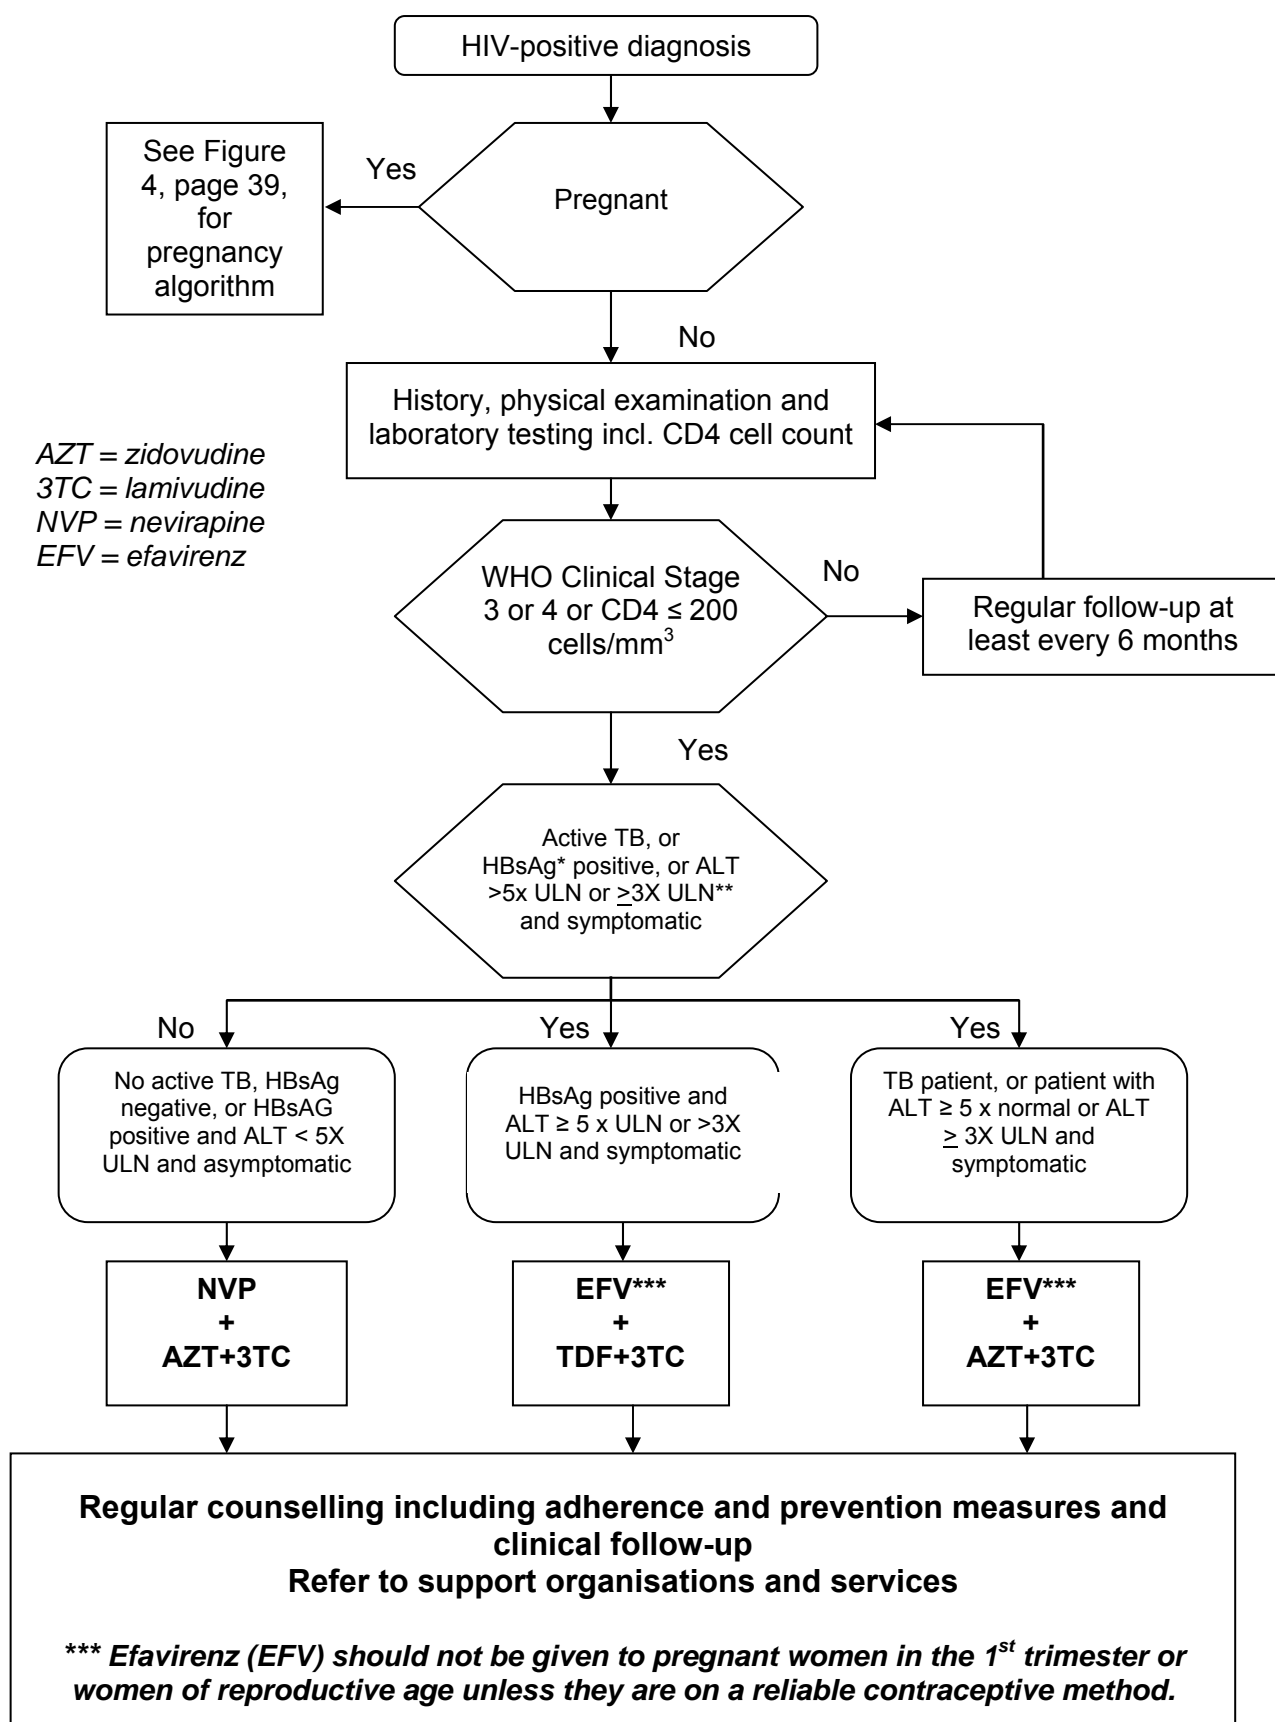 HIV-positive diagnosis
See Figure
4, page 39,
for
pregnancy
algorithm
Yes
Pregnant
No
History, physical examination and
laboratory testing incl. CD4 cell count
AZT = zidovudine
3TC = lamivudine
NVP = nevirapine
EFV = efavirenz
WHO Clinical Stage
3 or 4 or CD4 ≤ 200
cells/mm³
No
Regular follow-up at
least every 6 months
Yes
Active TB, or
HBsAg* positive, or ALT
>5x ULN or ≥3X ULN**
and symptomatic
No
Yes
Yes
No active TB, HBsAg
negative, or HBsAG
positive and ALT < 5X
ULN and asymptomatic
HBsAg positive and
ALT ≥ 5 x ULN or >3X
ULN and symptomatic
TB patient, or patient with
ALT ≥ 5 x normal or ALT
≥ 3X ULN and
symptomatic
NVP
+
AZT+3TC
EFV***
+
TDF+3TC
EFV***
+
AZT+3TC
Regular counselling including adherence and prevention measures and
clinical follow-up
Refer to support organisations and services
*** Efavirenz (EFV) should not be given to pregnant women in the 1st trimester or
women of reproductive age unless they are on a reliable contraceptive method.